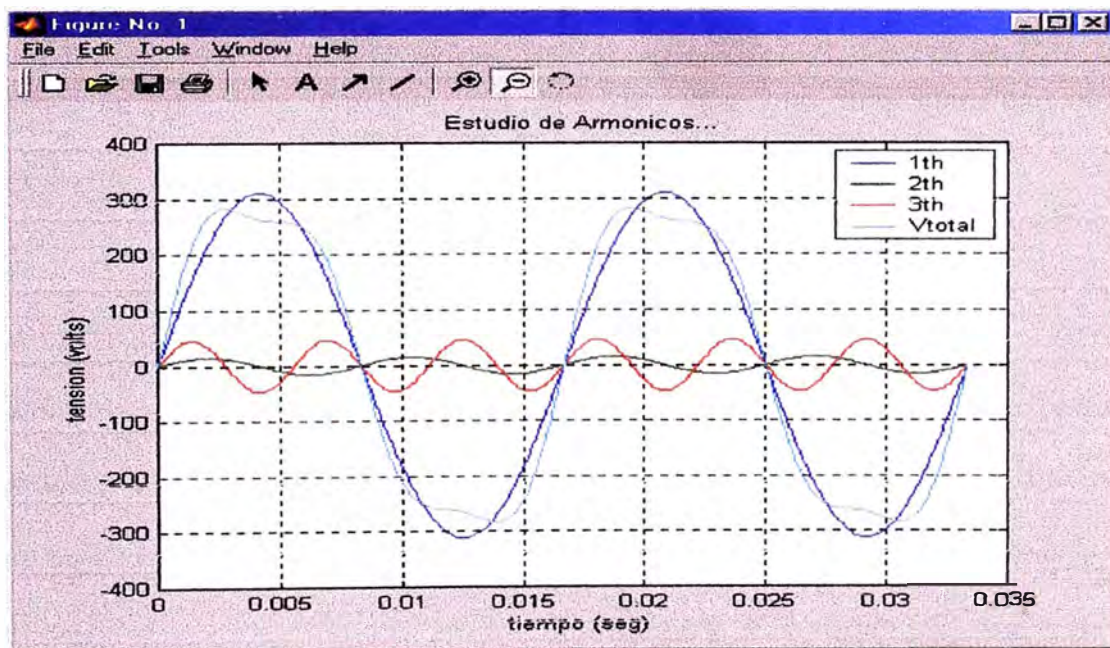 Figure No. 1
File Edit Tools Window Help
A
Estudio de Armonicos...
400
300
200
100
0
-100
-200
-300
-400
tension (volts)
0 0.005 0.01 0.015 0.02 0.025 0.03 0.035
tiempo (seg)
1th
2th
3th
Vtotal